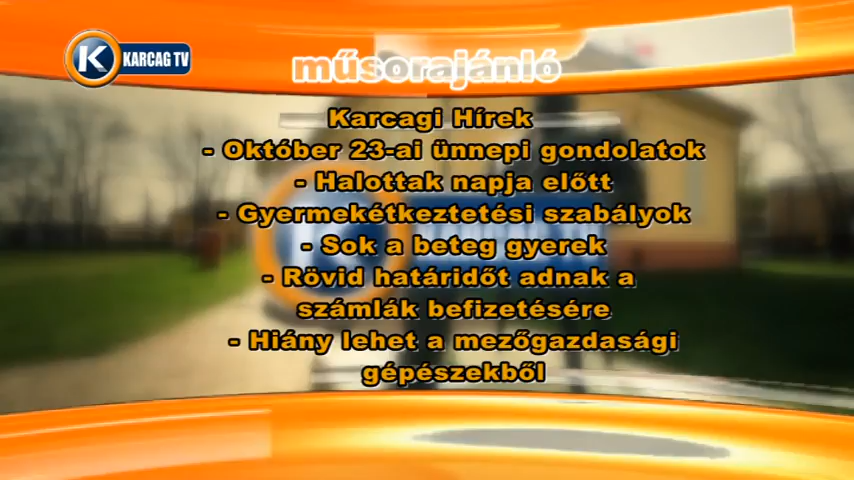 K KARCAG TV
műsorajánló
Karcagi Hírek
- Október 23-ai ünnepi gondolatok
- Halottak napja előtt
- Gyermekétkeztetési szabályok
- Sok a beteg gyerek
- Rövid határidőt adnak a
számlák befizetésére
- Hiány lehet a mezőgazdasági
gépészekből